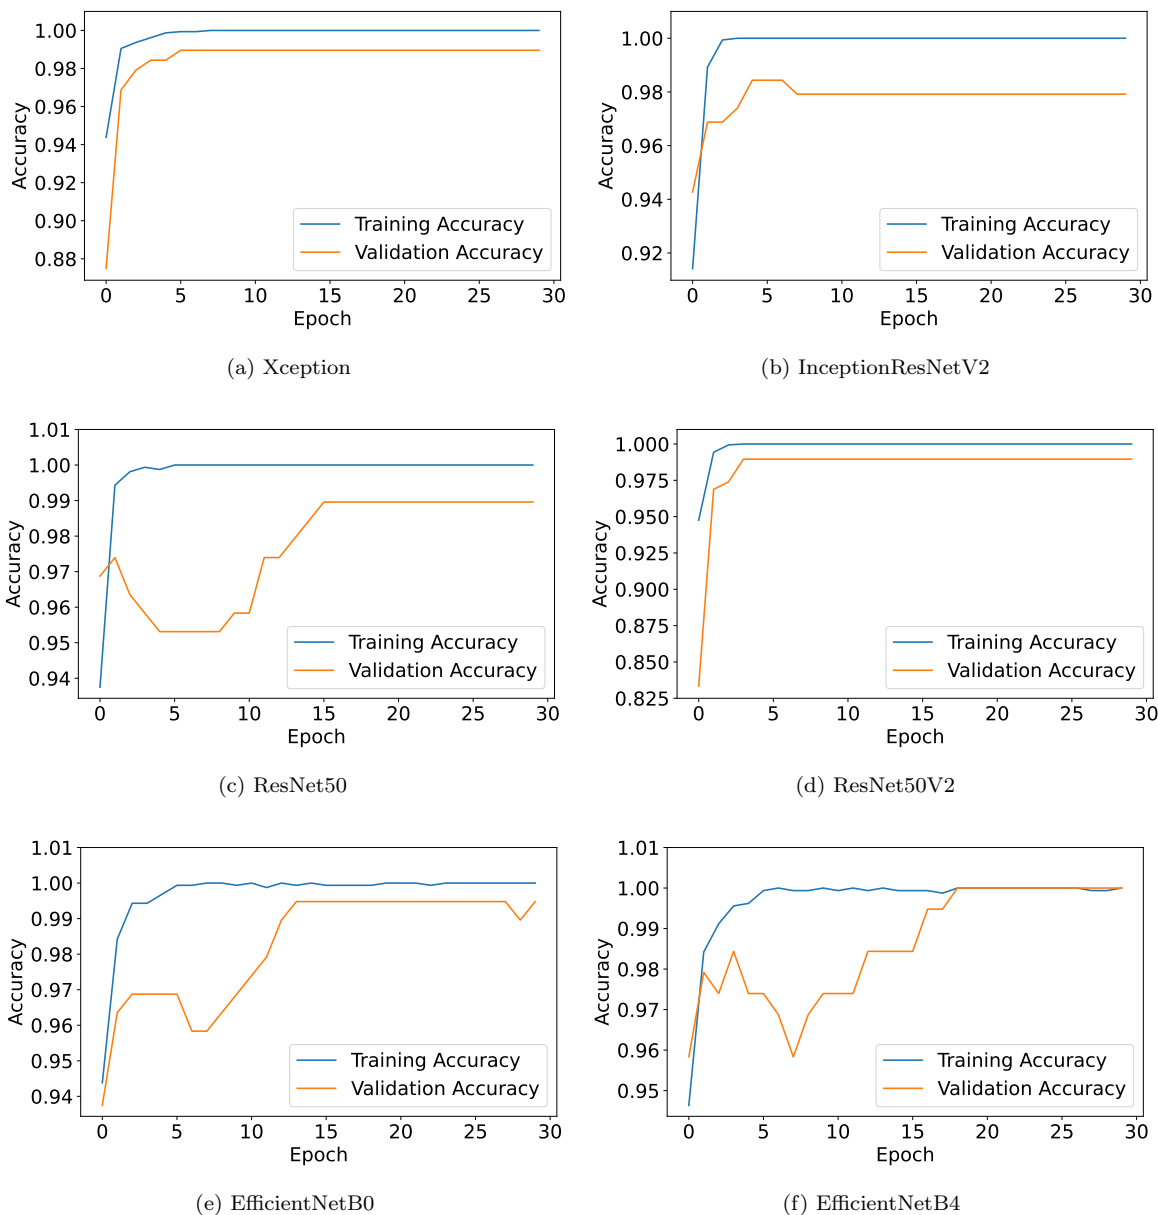 1.00
0.98
0.96
0.94
0.92
0.90
0.88
Accuracy
Training Accuracy
Validation Accuracy
0 5 10 15 20 25 30
Epoch
(a) Xception
1.00
0.98
0.96
0.94
0.92
Accuracy
Training Accuracy
Validation Accuracy
0 5 10 15 20 25 30
Epoch
(b) InceptionResNetV2
1.01
1.00
0.99
0.98
0.97
0.96
0.95
0.94
Accuracy
Training Accuracy
Validation Accuracy
0 5 10 15 20 25 30
Epoch
(c) ResNet50
1.000
0.975
0.950
0.925
0.900
0.875
0.850
0.825
Accuracy
Training Accuracy
Validation Accuracy
0 5 10 15 20 25 30
Epoch
(d) ResNet50V2
1.01
1.00
0.99
0.98
0.97
0.96
0.95
0.94
Accuracy
Training Accuracy
Validation Accuracy
0 5 10 15 20 25 30
Epoch
(e) EfficientNetB0
1.01
1.00
0.99
0.98
0.97
0.96
0.95
Accuracy
Training Accuracy
Validation Accuracy
0 5 10 15 20 25 30
Epoch
(f) EfficientNetB4